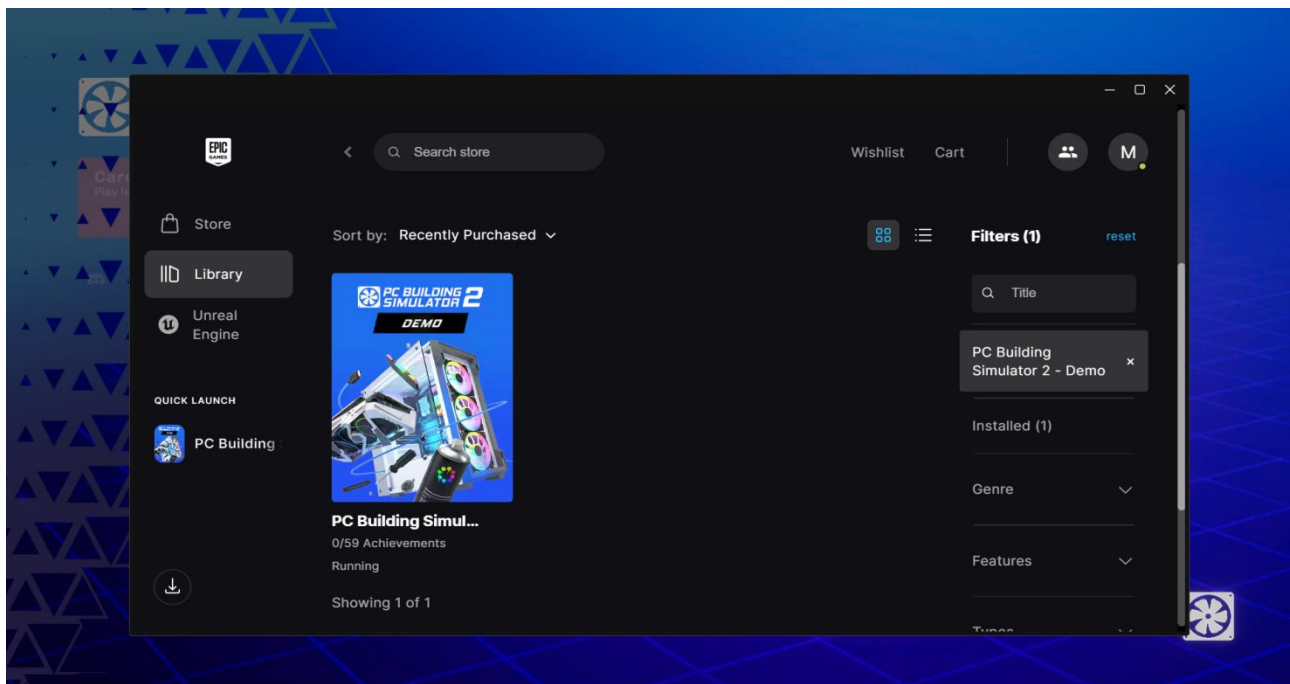 EPIC
GAMES
Search store
Wishlist
Cart
M
Store
Library
Unreal
Engine
QUICK LAUNCH
PC Building
Sort by: Recently Purchased
PC BUILDING
SIMULATOR 2
DEMO
PC Building Simul...
0/59 Achievements
Running
Showing 1 of 1
Filters (1)
reset
Title
PC Building
Simulator 2 - Demo
Installed (1)
Genre
Features
Types